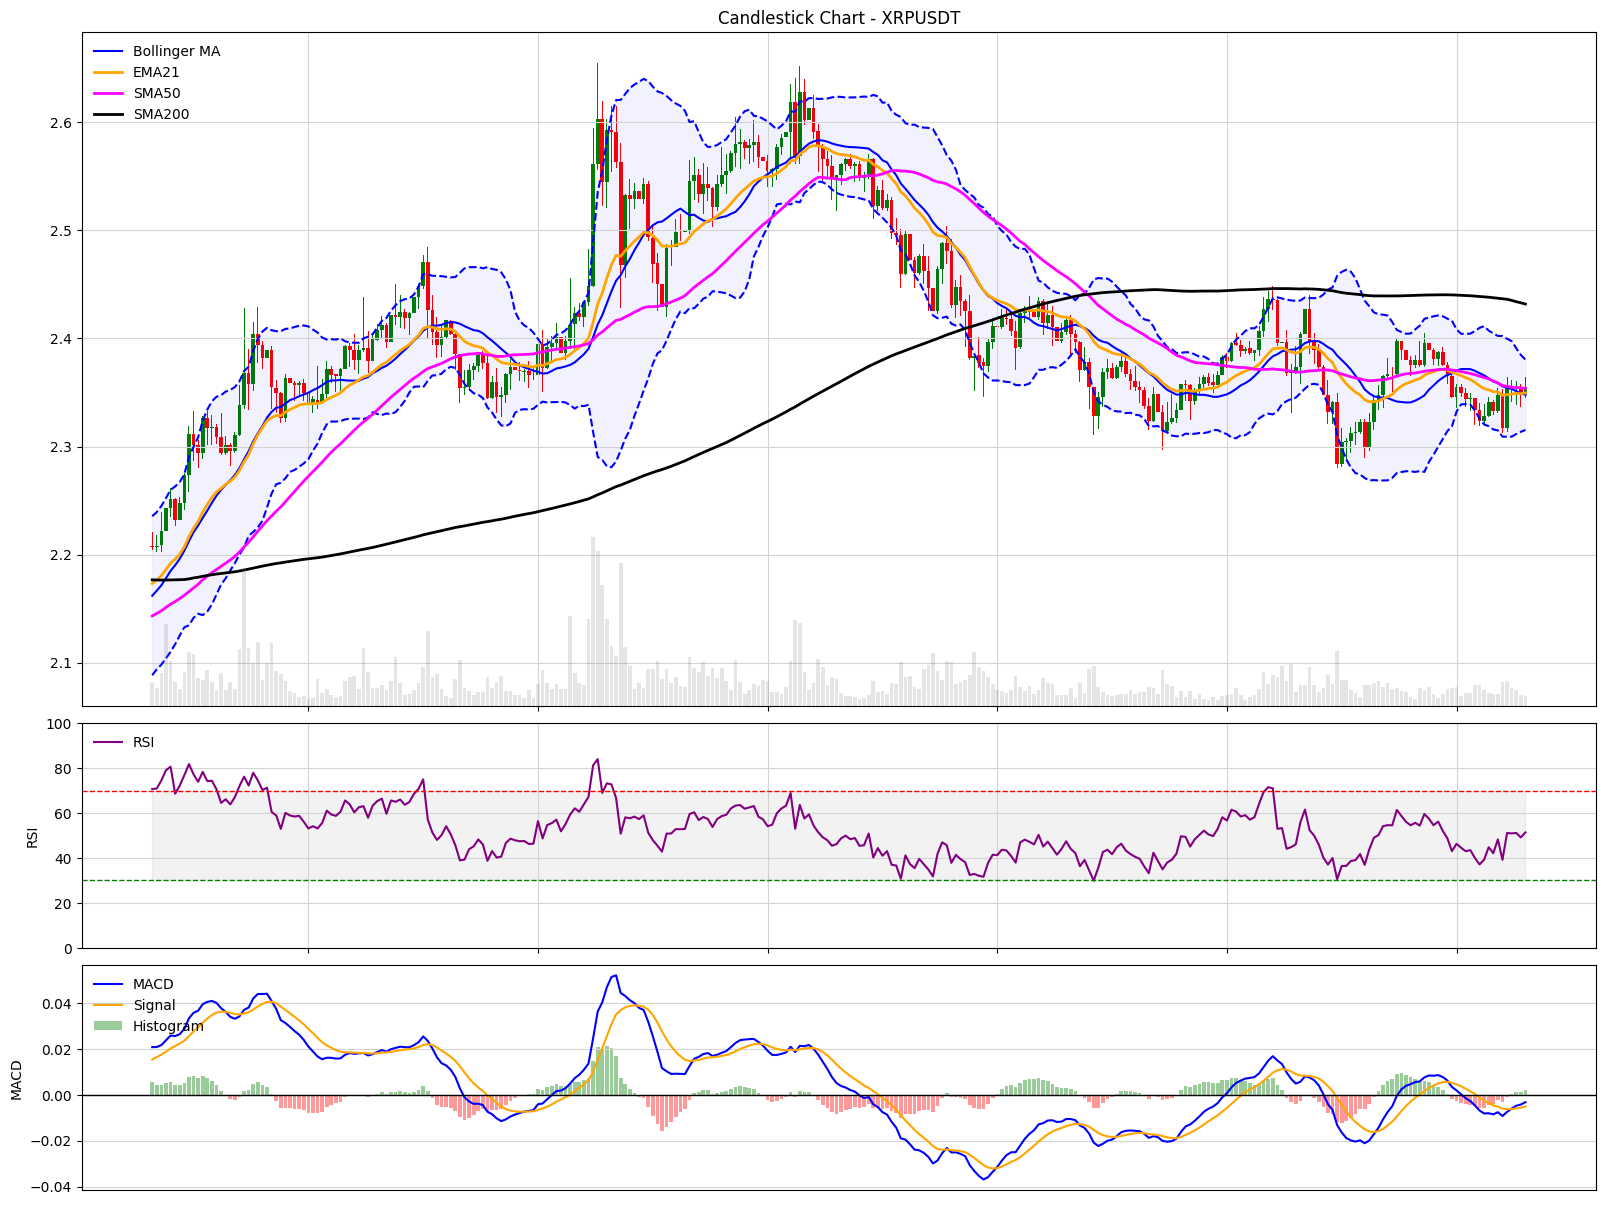 Candlestick Chart - XRPUSDT
Bollinger MA
EMA21
SMA50
SMA200
2.6
2.5
2.4
2.3
2.2
2.1
100
RSI
80
60
RSI
40
20
0
MACD
0.04
Signal
Histogram
0.02
MACD
0.00
−0.02
−0.04